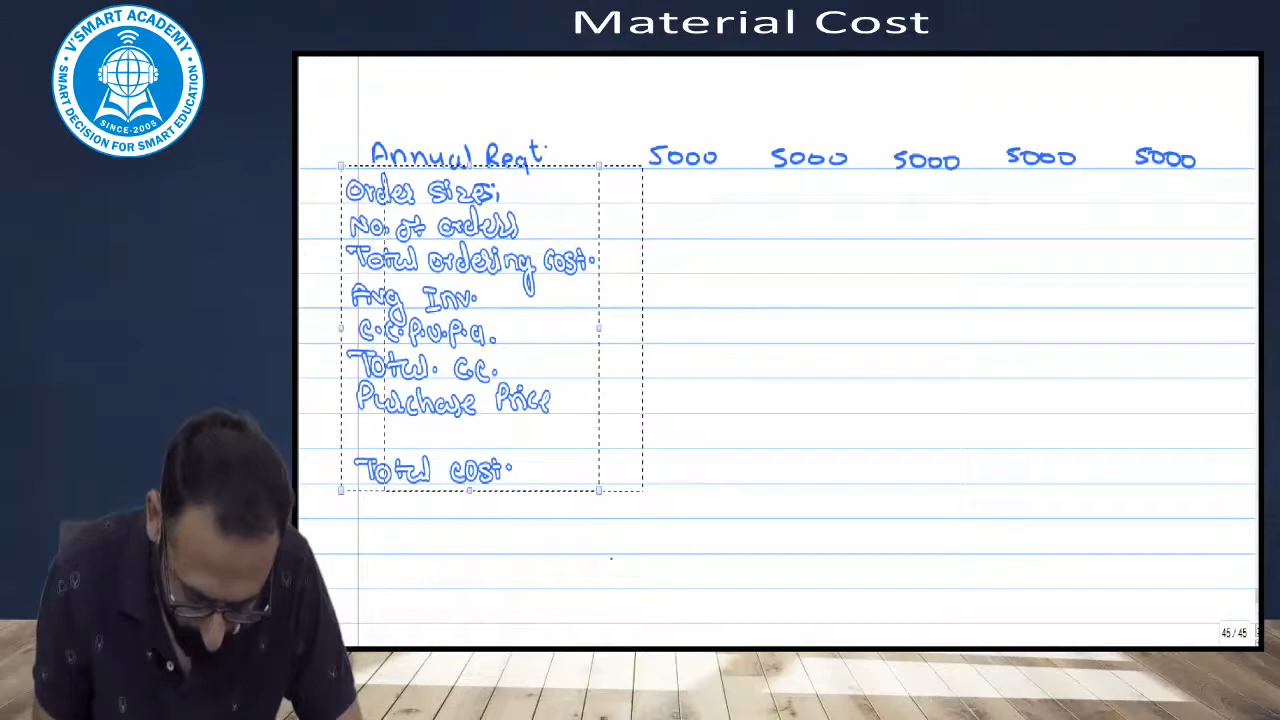 Material Cost
V'SMART ACADEMY
SINCE-2005
SMART DECISION FOR SMART EDUCATION
Annual Reqt. 5000 5000 5000 5000 5000
Order Size,
No. of orders
Total ordering Cost.
Avg Inv.
C.C.P.U.P.a.
Total. C.C.
Purchase Price
Total Cost.
45 / 45